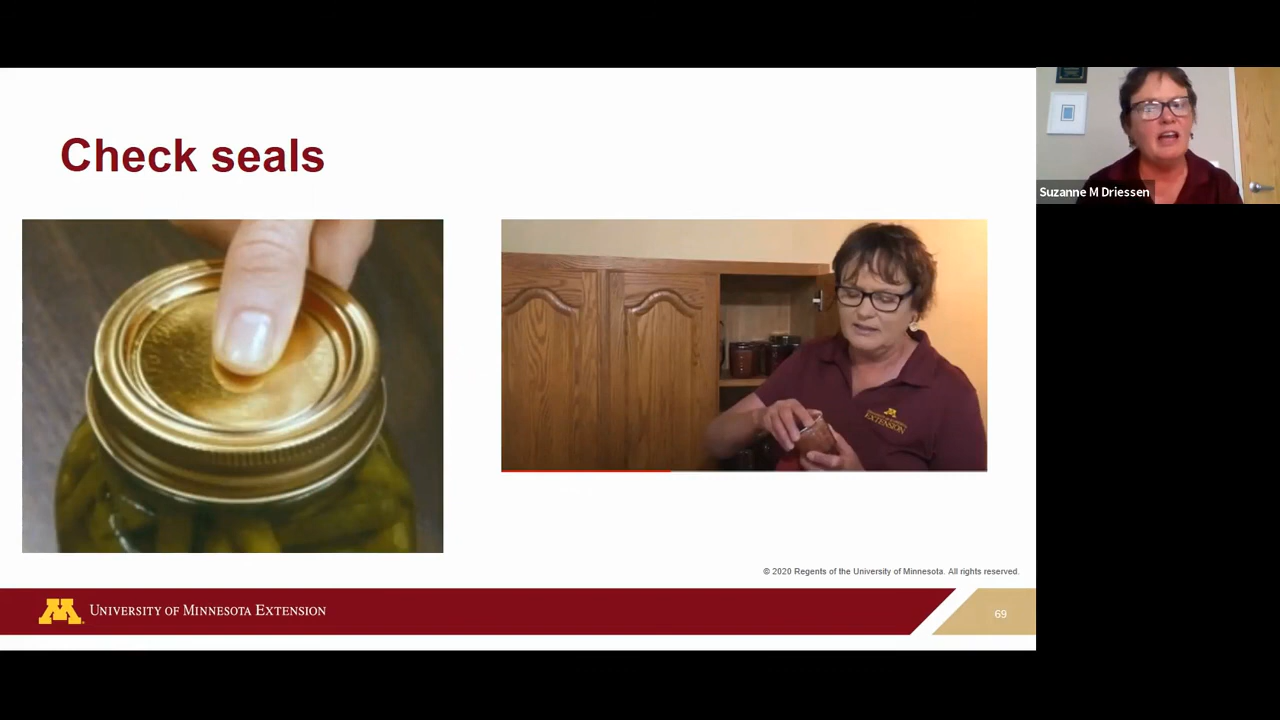 Check seals
Suzanne M Driessen
EXTENSION
© 2020 Regents of the University of Minnesota. All rights reserved.
UNIVERSITY OF MINNESOTA EXTENSION
69